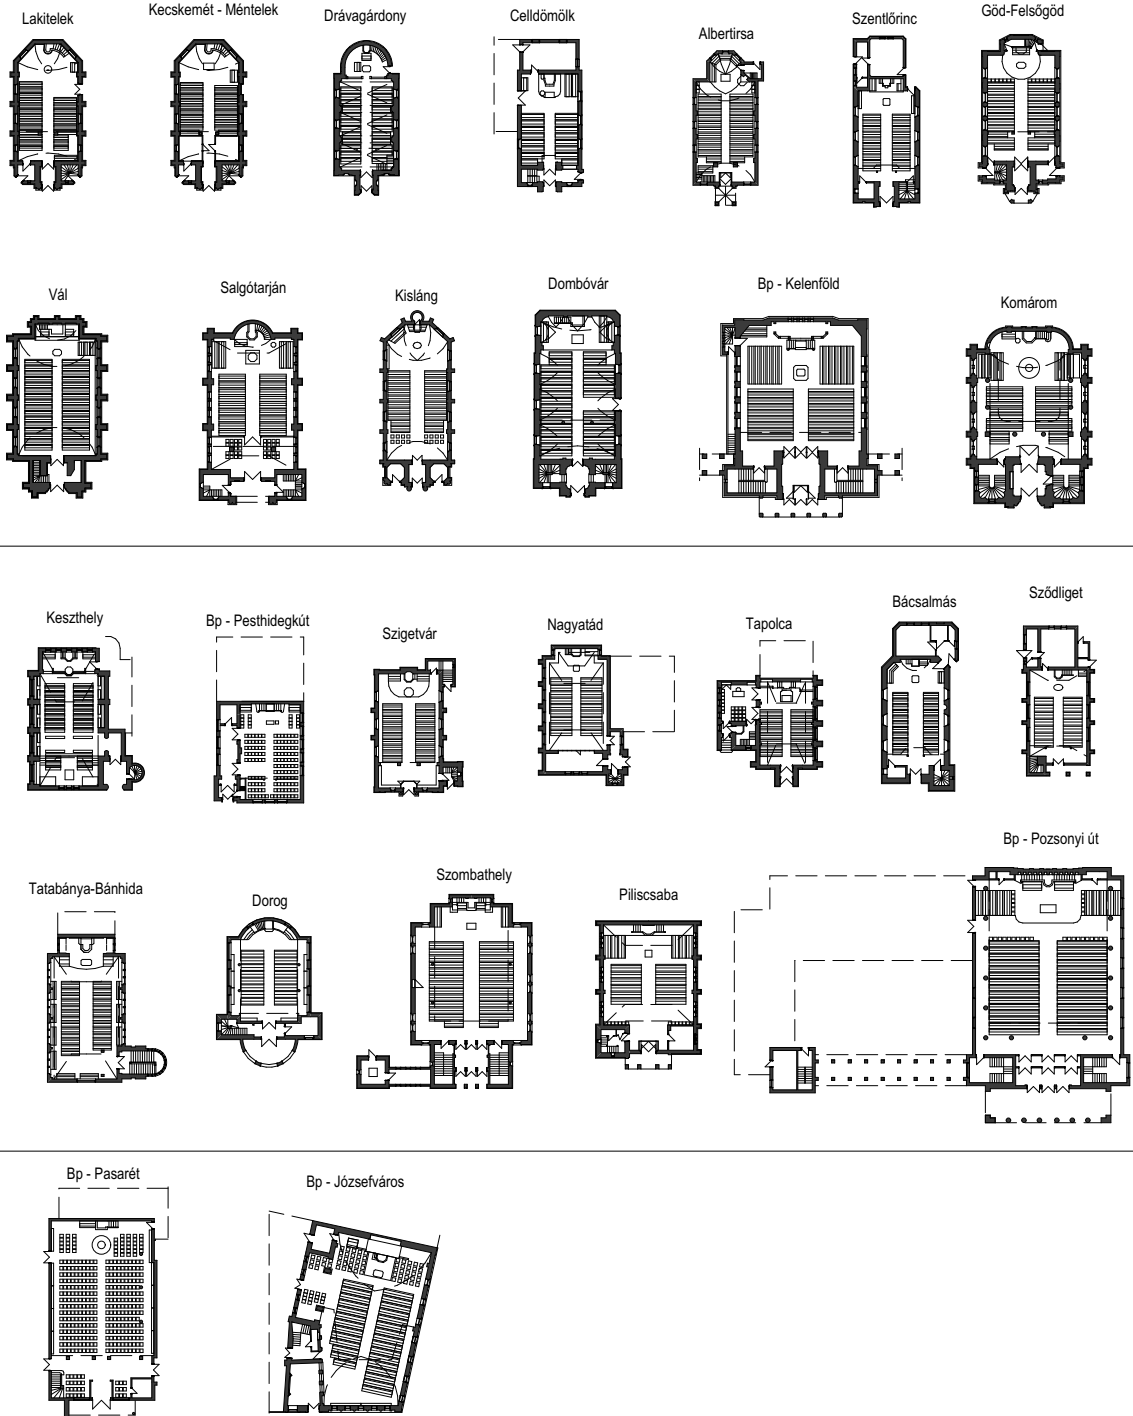 Lakitelek
Kecskemét - Méntelek
Drávagárdony
Celldömölk
Albertirsa
Szentlőrinc
Göd-Felsőgöd
Vál
Salgótarján
Kisláng
Dombóvár
Bp - Kelenföld
Komárom
Keszthely
Bp - Pesthidegkút
Szigetvár
Nagyatád
Tapolca
Bácsalmás
Sződliget
Tatabánya-Bánhida
Dorog
Szombathely
Piliscsaba
Bp - Pozsonyi út
Bp - Pasarét
Bp - Józsefváros